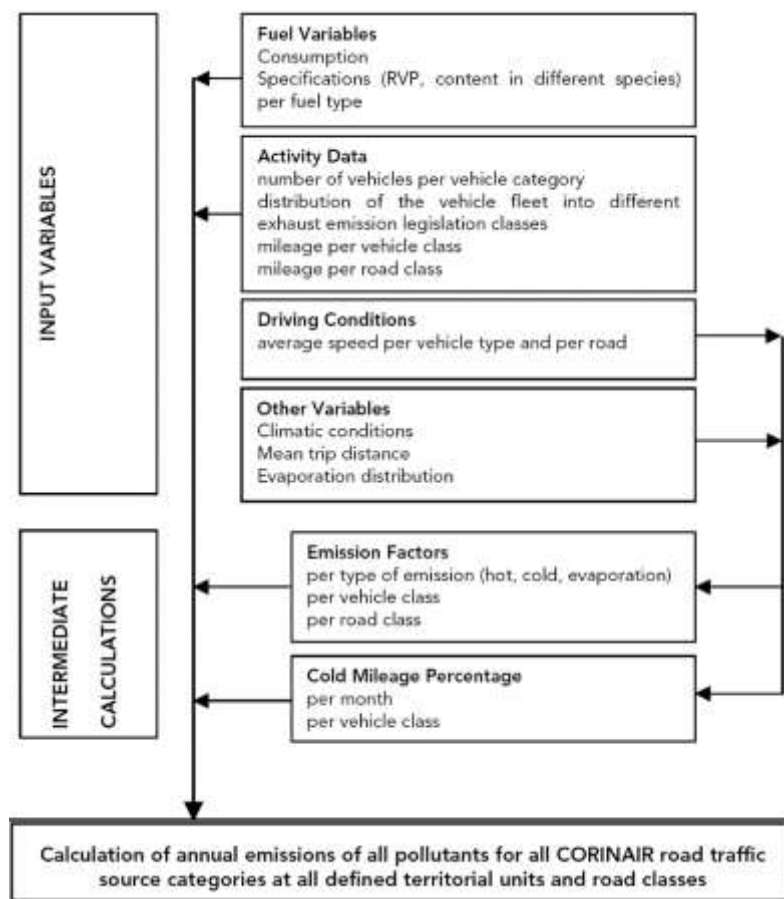 INPUT VARIABLES
Fuel Variables
Consumption
Specifications (RVP, content in different species)
per fuel type
Activity Data
number of vehicles per vehicle category
distribution of the vehicle fleet into different
exhaust emission legislation classes
mileage per vehicle class
mileage per road class
Driving Conditions
average speed per vehicle type and per road
Other Variables
Climatic conditions
Mean trip distance
Evaporation distribution
INTERMEDIATE
CALCULATIONS
Emission Factors
per type of emission (hot, cold, evaporation)
per vehicle class
per road class
Cold Mileage Percentage
per month
per vehicle class
Calculation of annual emissions of all pollutants for all CORINAIR road traffic
source categories at all defined territorial units and road classes